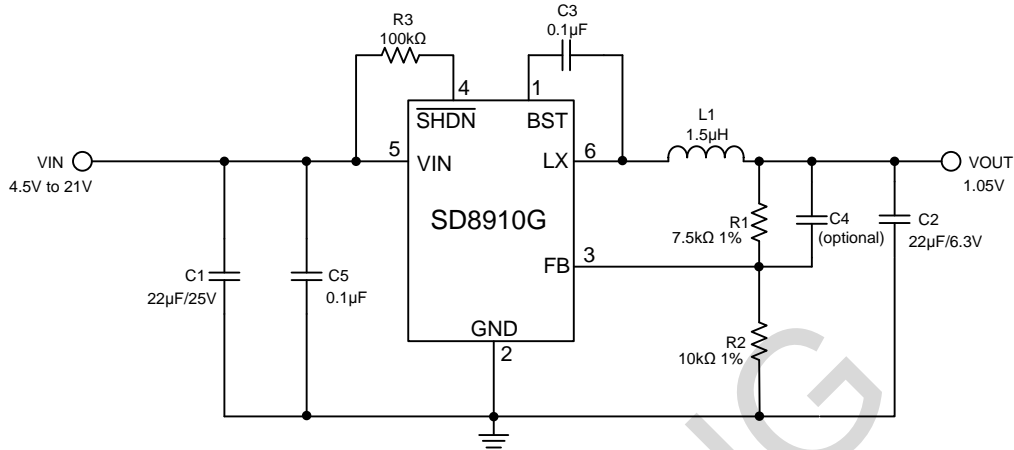 R3
100kΩ
C3
0.1µF
4
1
SHDN
BST
L1
1.5µH
VIN
4.5V to 21V
5
VIN
LX
6
VOUT
1.05V
SD8910G
R1
7.5kΩ 1%
C4
(optional)
C2
22µF/6.3V
FB
3
C1
22µF/25V
C5
0.1µF
GND
2
R2
10kΩ 1%